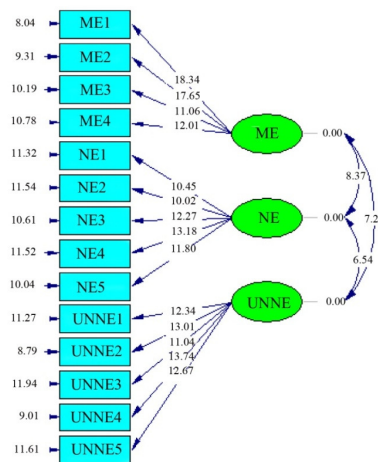 8.04 ME1
9.31 ME2
10.19 ME3
10.78 ME4
11.32 NE1
11.54 NE2
10.61 NE3
11.52 NE4
10.04 NE5
11.27 UNNE1
8.79 UNNE2
11.94 UNNE3
9.01 UNNE4
11.61 UNNE5
18.34
17.65
11.06
12.01
10.45
10.02
12.27
13.18
11.80
12.34
13.01
11.04
13.74
12.67
ME 0.00
NE 0.00
UNNE 0.00
8.37
7.2
6.54